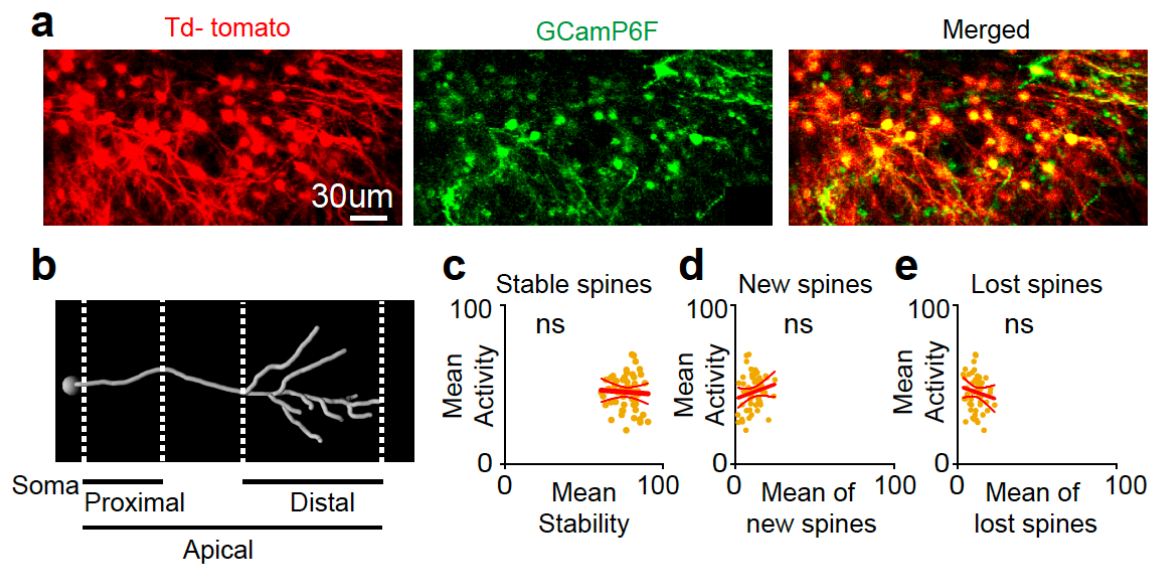 a
Td- tomato
GCamP6F
Merged
30um
b
Soma
Proximal
Distal
Apical
c
Stable spines
ns
100
Mean
Activity
0
0
100
Mean
Stability
d
New spines
ns
100
Mean
Activity
0
0
100
Mean of
new spines
e
Lost spines
ns
100
Mean
Activity
0
0
100
Mean of
lost spines